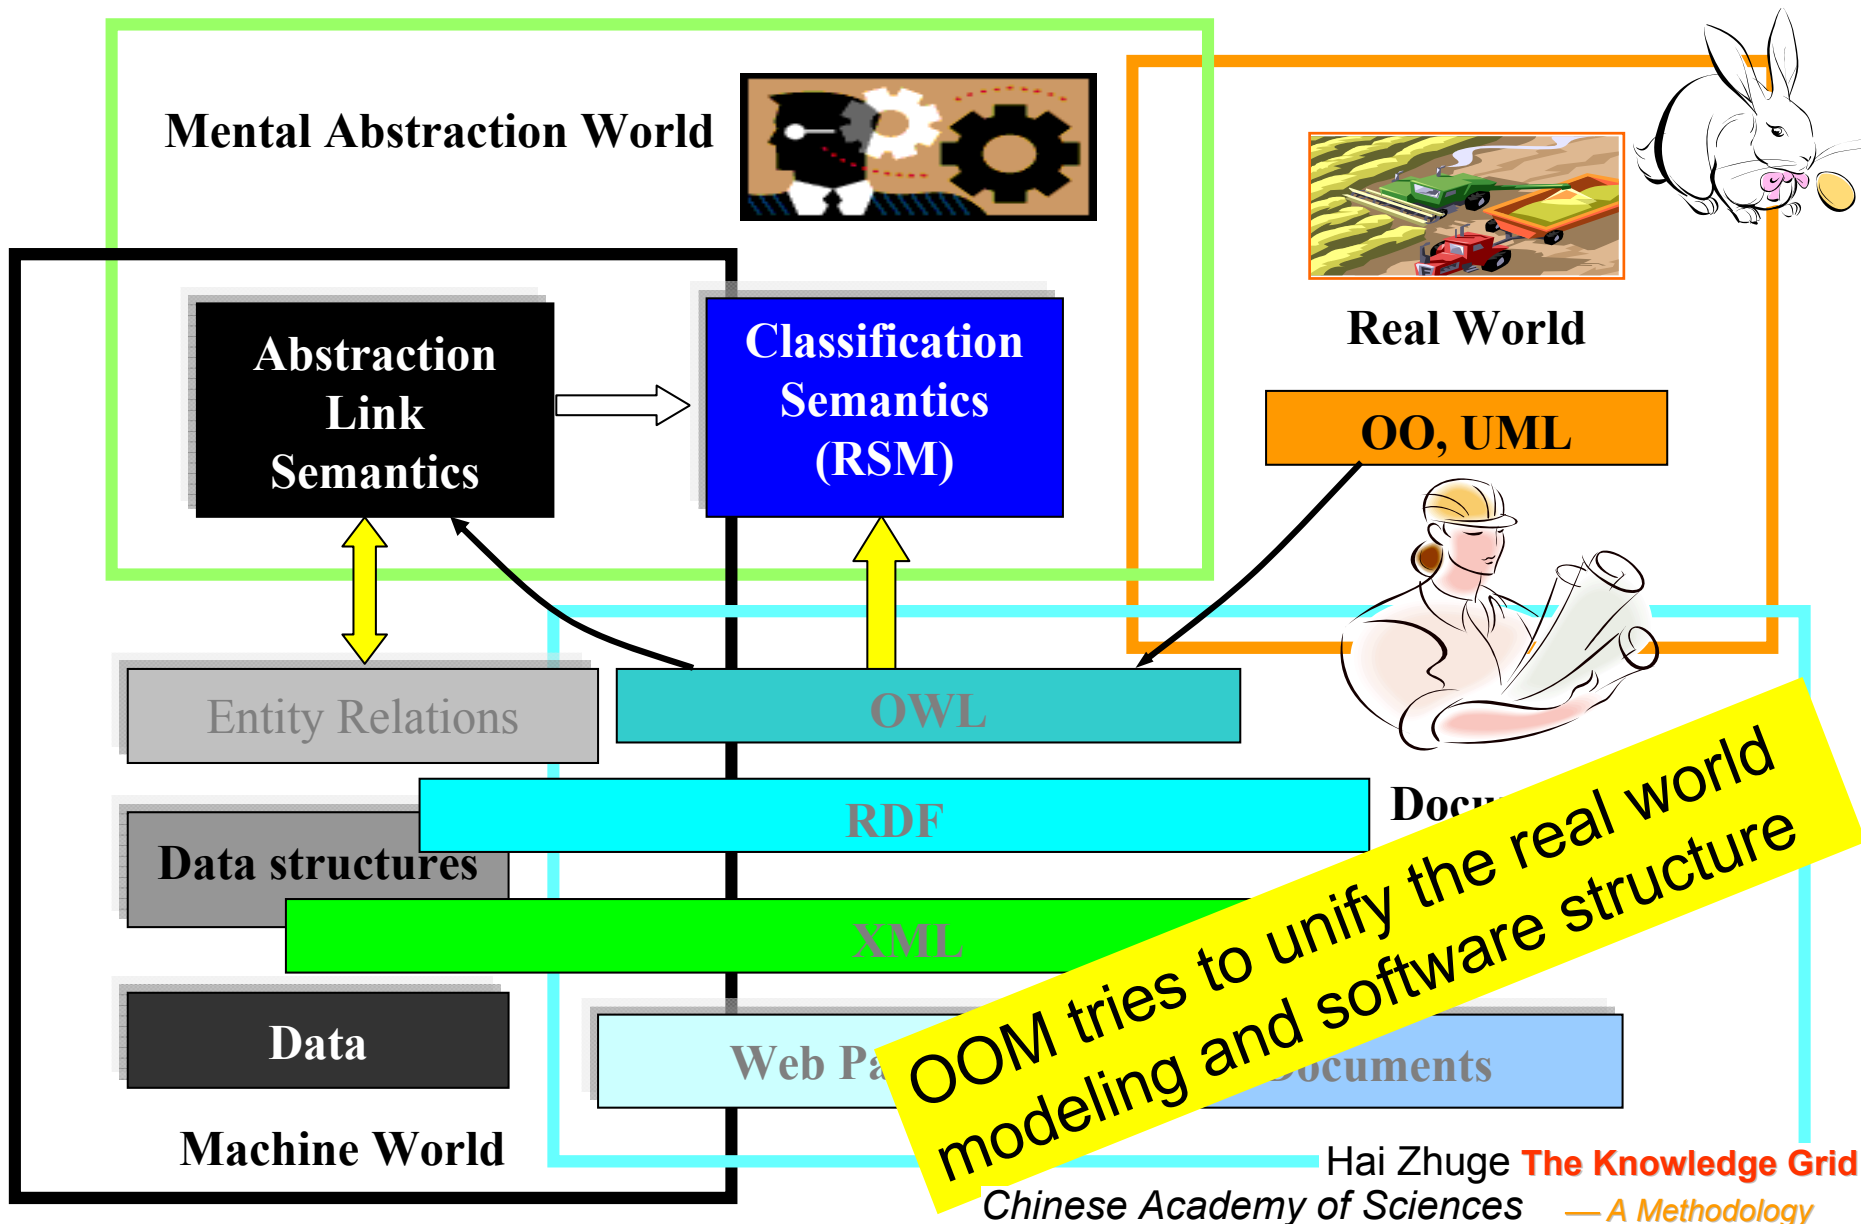 Mental Abstraction World
Real World
Abstraction
Link
Semantics
Classification
Semantics
(RSM)
OO, UML
Entity Relations
OWL
RDF
Data structures
XML
Data
Web
OOM tries to unify the real world
modeling and software structure
Machine World
Hai Zhuge The Knowledge Grid
Chinese Academy of Sciences — A Methodology